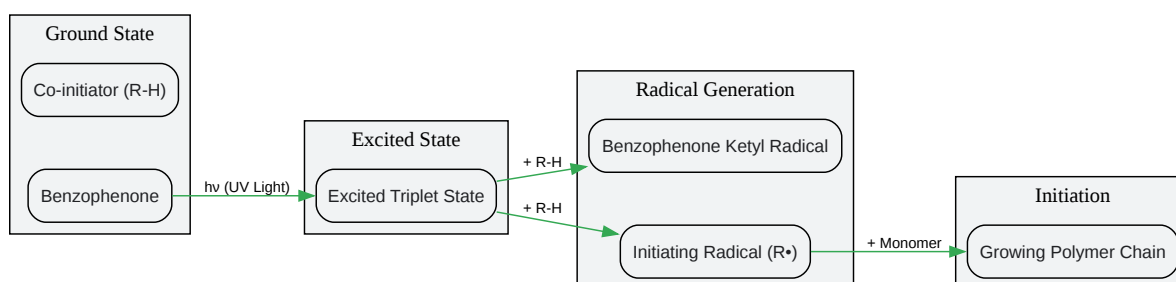 Ground State
Co-initiator (R-H)
Benzophenone
hν (UV Light)
Excited State
Excited Triplet State
+ R-H
+ R-H
Radical Generation
Benzophenone Ketyl Radical
Initiating Radical (R•)
+ Monomer
Initiation
Growing Polymer Chain